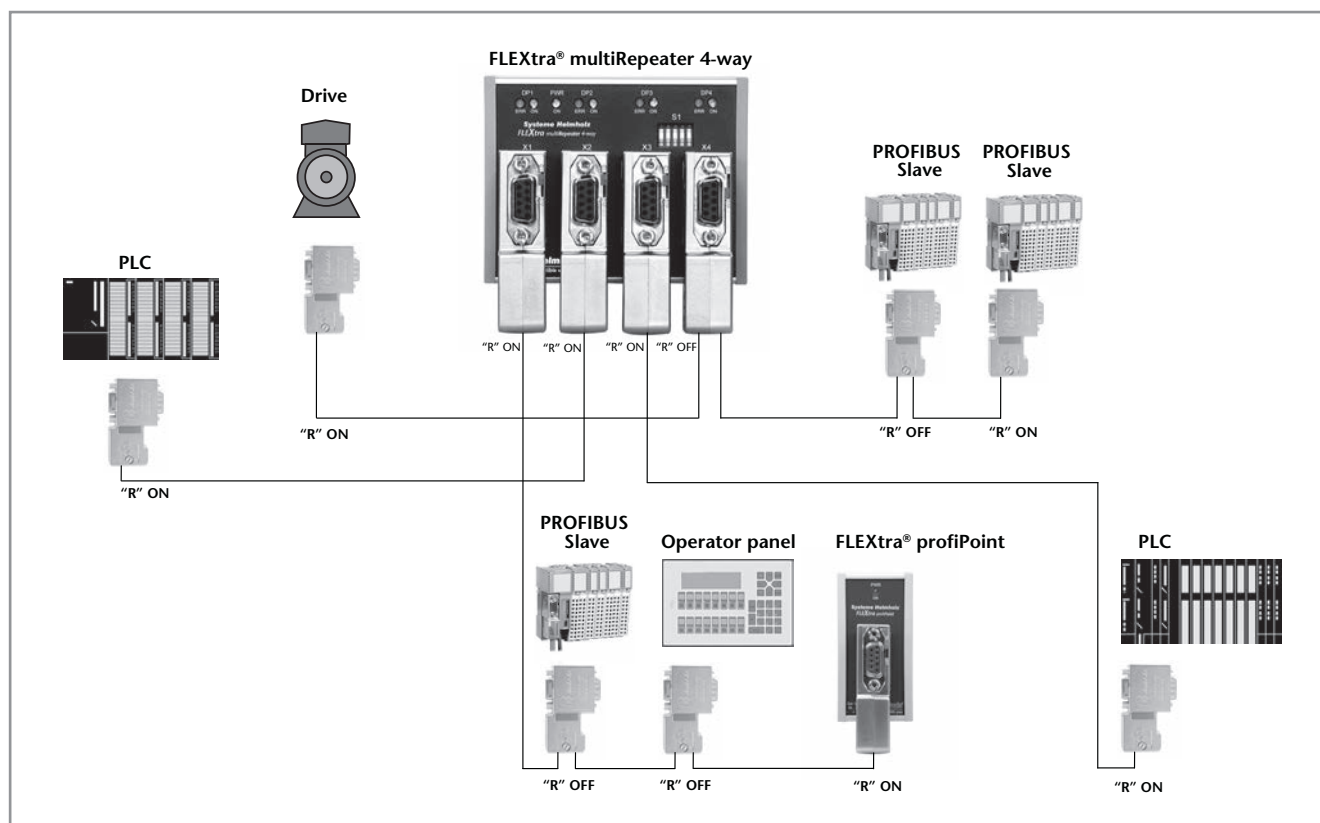 FLEXtra® multiRepeater 4-way
Drive
DP1 PWR DP2 DP3 DP4
ERR ON ON ERR ON ERR ON ERR ON
S1
Systeme Helmholz
FLEXtra multiRepeater 4-way
X1 X2 X3 X4
PROFIBUS
Slave
PROFIBUS
Slave
PLC
“R” ON
“R” ON
“R” ON
“R” OFF
“R” ON
“R” OFF
“R” ON
“R” ON
PROFIBUS
Slave
Operator panel
FLEXtra® profiPoint
PLC
PWR
ON
Systeme Helmholz
FLEXtra profiPoint
“R” OFF
“R” OFF
“R” ON
“R” ON